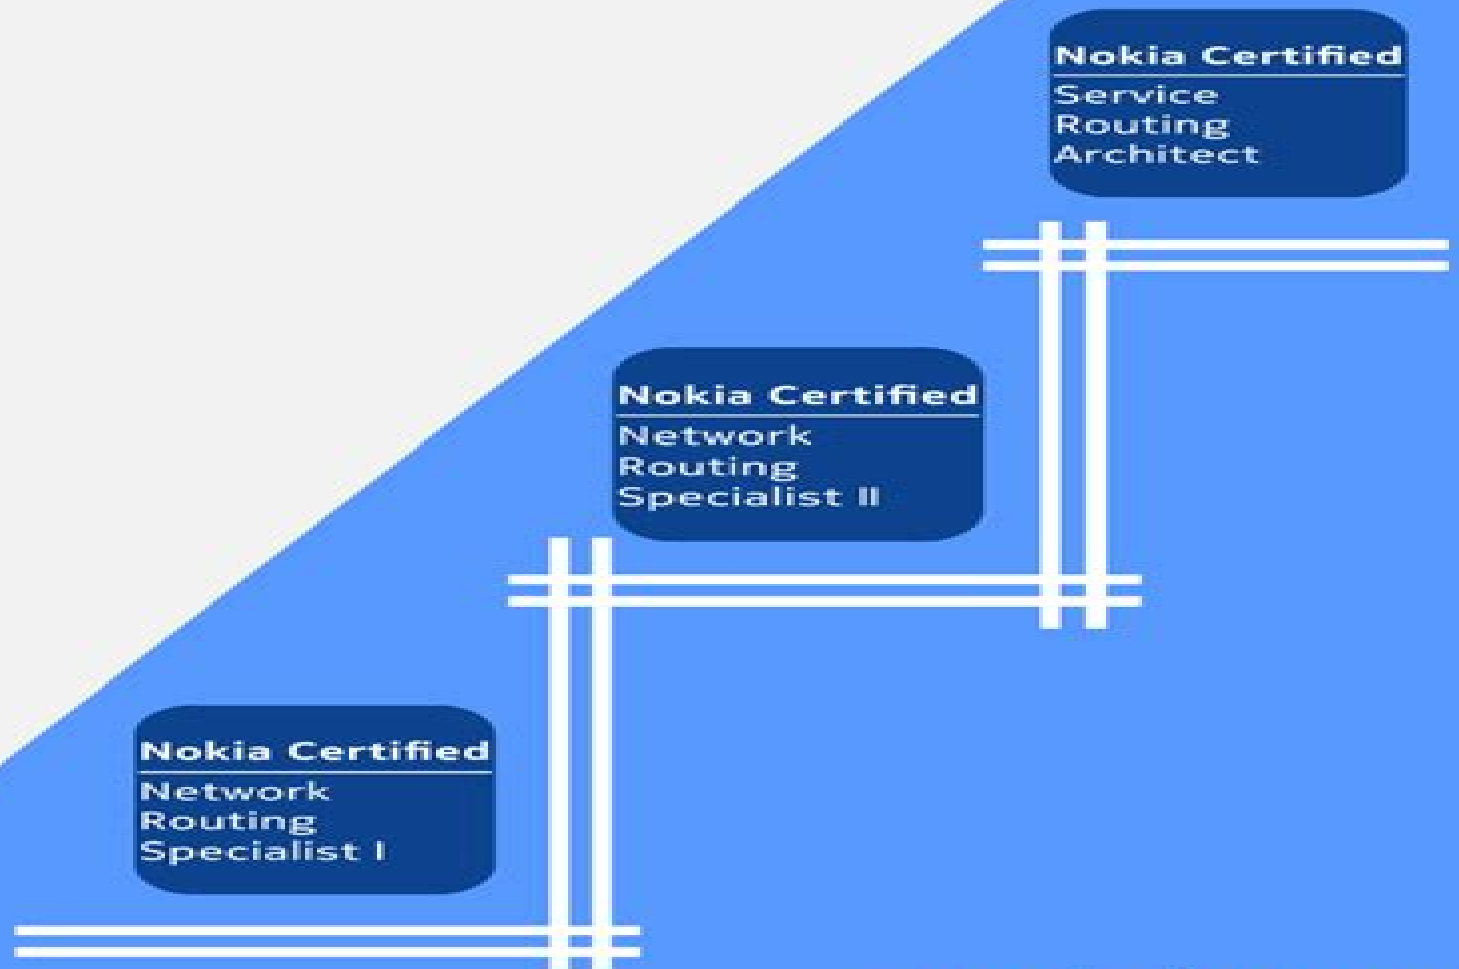 Nokia Certified
Service
Routing
Architect
Nokia Certified
Network
Routing
Specialist II
Nokia Certified
Network
Routing
Specialist I